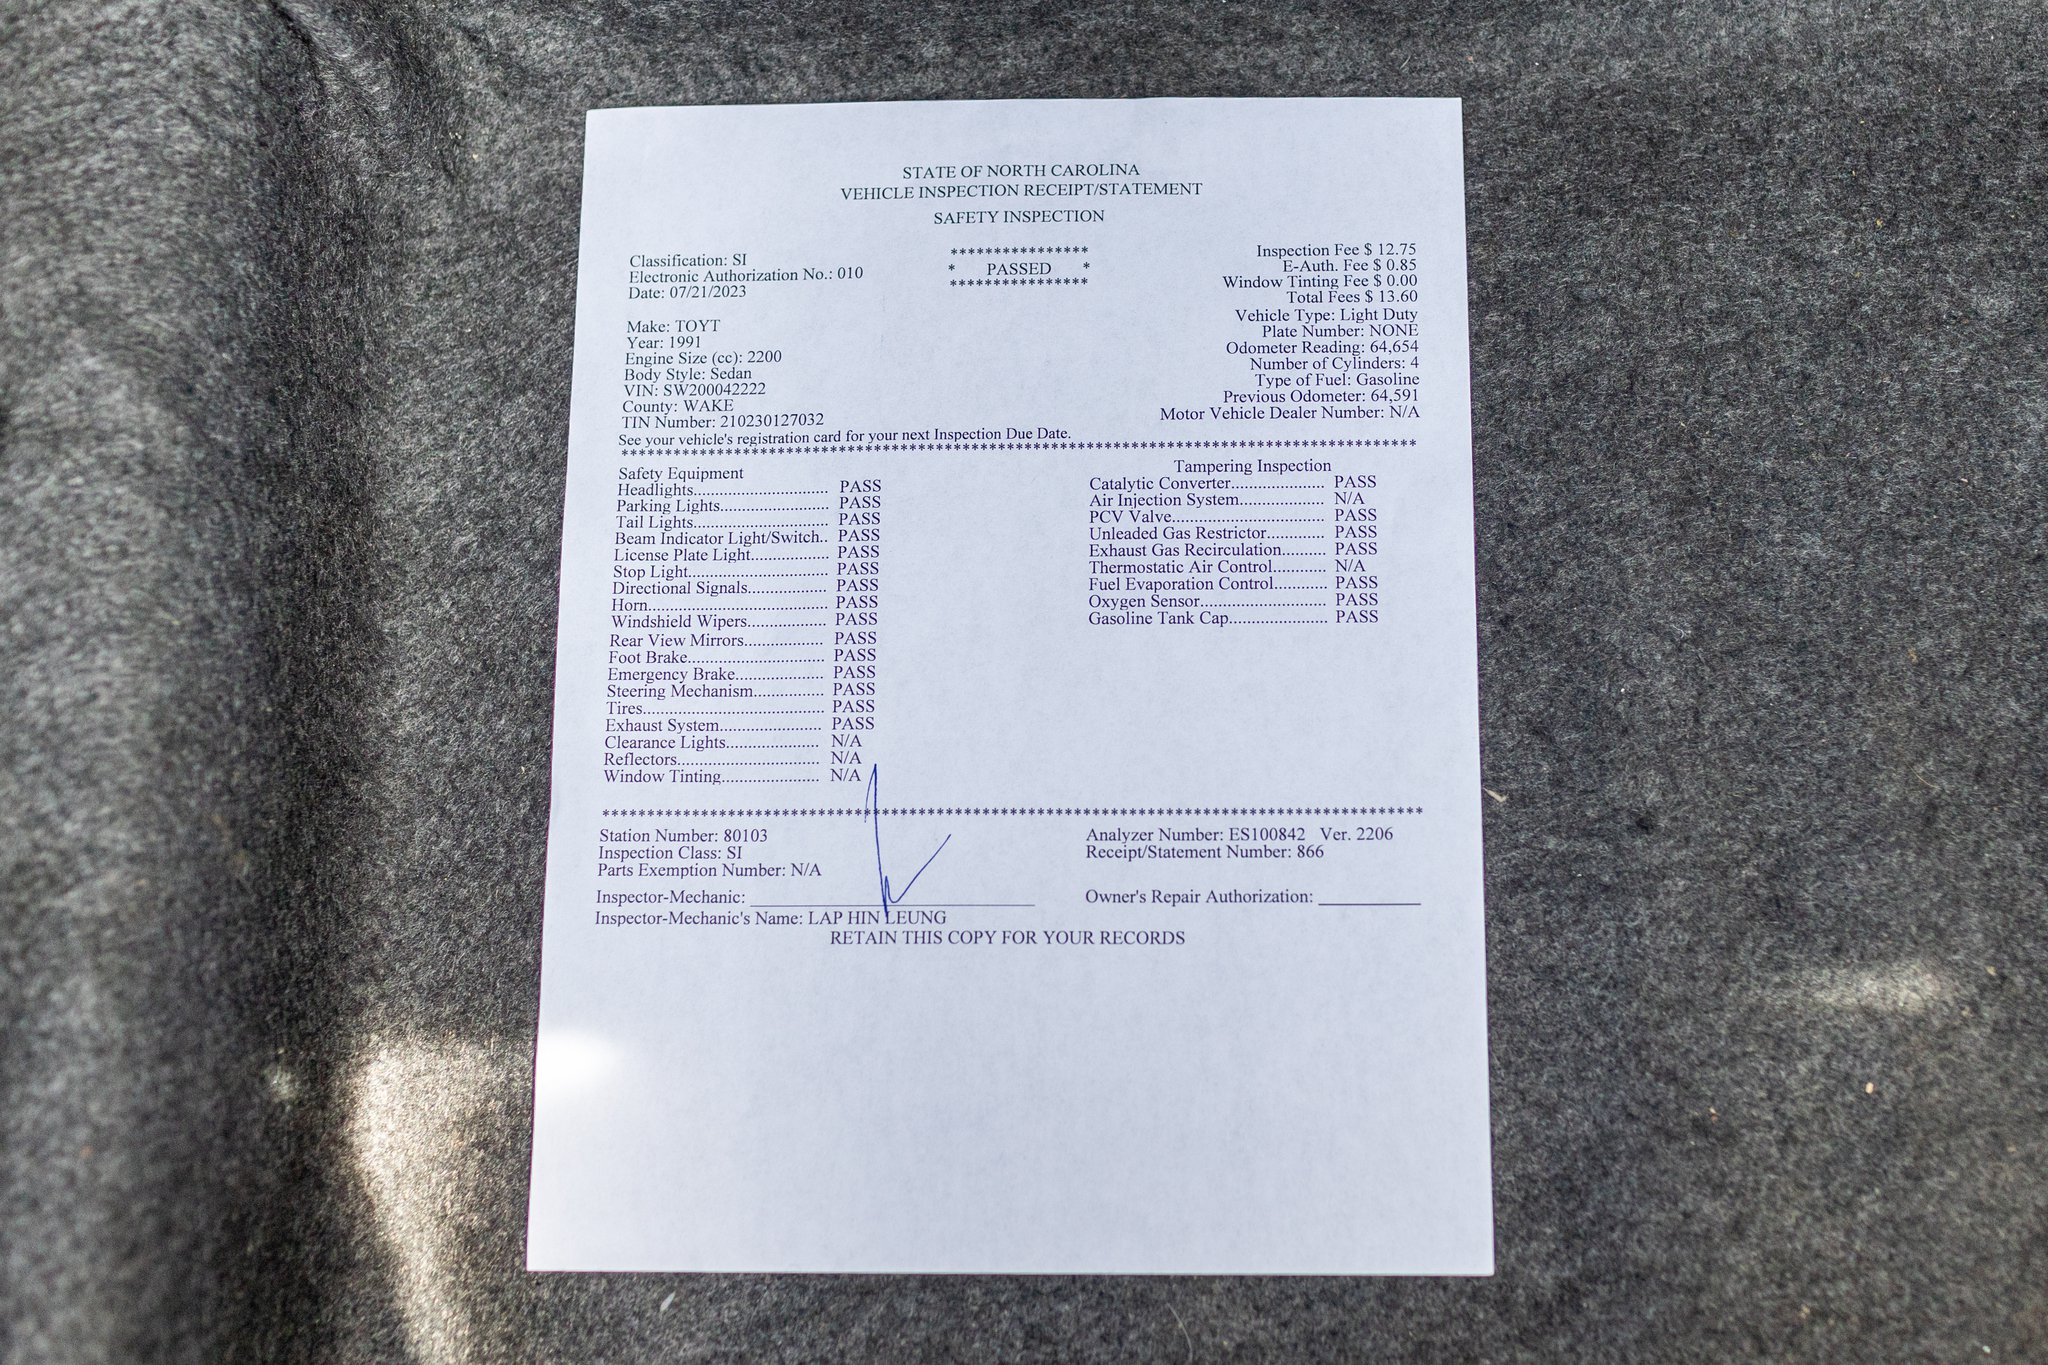 STATE OF NORTH CAROLINA
VEHICLE INSPECTION RECEIPT/STATEMENT
SAFETY INSPECTION
Classification: SI
Electronic Authorization No.: 010
Date: 07/21/2023
****************
* PASSED *
****************
Inspection Fee $ 12.75
E-Auth. Fee $ 0.85
Window Tinting Fee $ 0.00
Total Fees $ 13.60
Make: TOYT
Year: 1991
Engine Size (cc): 2200
Body Style: Sedan
VIN: SW200042222
County: WAKE
TIN Number: 210230127032
Vehicle Type: Light Duty
Plate Number: NONE
Odometer Reading: 64,654
Number of Cylinders: 4
Type of Fuel: Gasoline
Previous Odometer: 64,591
Motor Vehicle Dealer Number: N/A
See your vehicle's registration card for your next Inspection Due Date.
Safety Equipment
Headlights............................... PASS
Parking Lights......................... PASS
Tail Lights............................... PASS
Beam Indicator Light/Switch.. PASS
License Plate Light................. PASS
Stop Light................................ PASS
Directional Signals.................. PASS
Horn......................................... PASS
Windshield Wipers.................. PASS
Rear View Mirrors.................. PASS
Foot Brake............................... PASS
Emergency Brake.................... PASS
Steering Mechanism................ PASS
Tires......................................... PASS
Exhaust System....................... PASS
Clearance Lights..................... N/A
Reflectors................................ N/A
Window Tinting...................... N/A
Tampering Inspection
Catalytic Converter..................... PASS
Air Injection System................... N/A
PCV Valve................................... PASS
Unleaded Gas Restrictor............. PASS
Exhaust Gas Recirculation.......... PASS
Thermostatic Air Control............ N/A
Fuel Evaporation Control............ PASS
Oxygen Sensor............................. PASS
Gasoline Tank Cap....................... PASS
Station Number: 80103
Inspection Class: SI
Parts Exemption Number: N/A
Analyzer Number: ES100842 Ver. 2206
Receipt/Statement Number: 866
Inspector-Mechanic:
Owner's Repair Authorization:
Inspector-Mechanic's Name: LAP HIN LEUNG
RETAIN THIS COPY FOR YOUR RECORDS